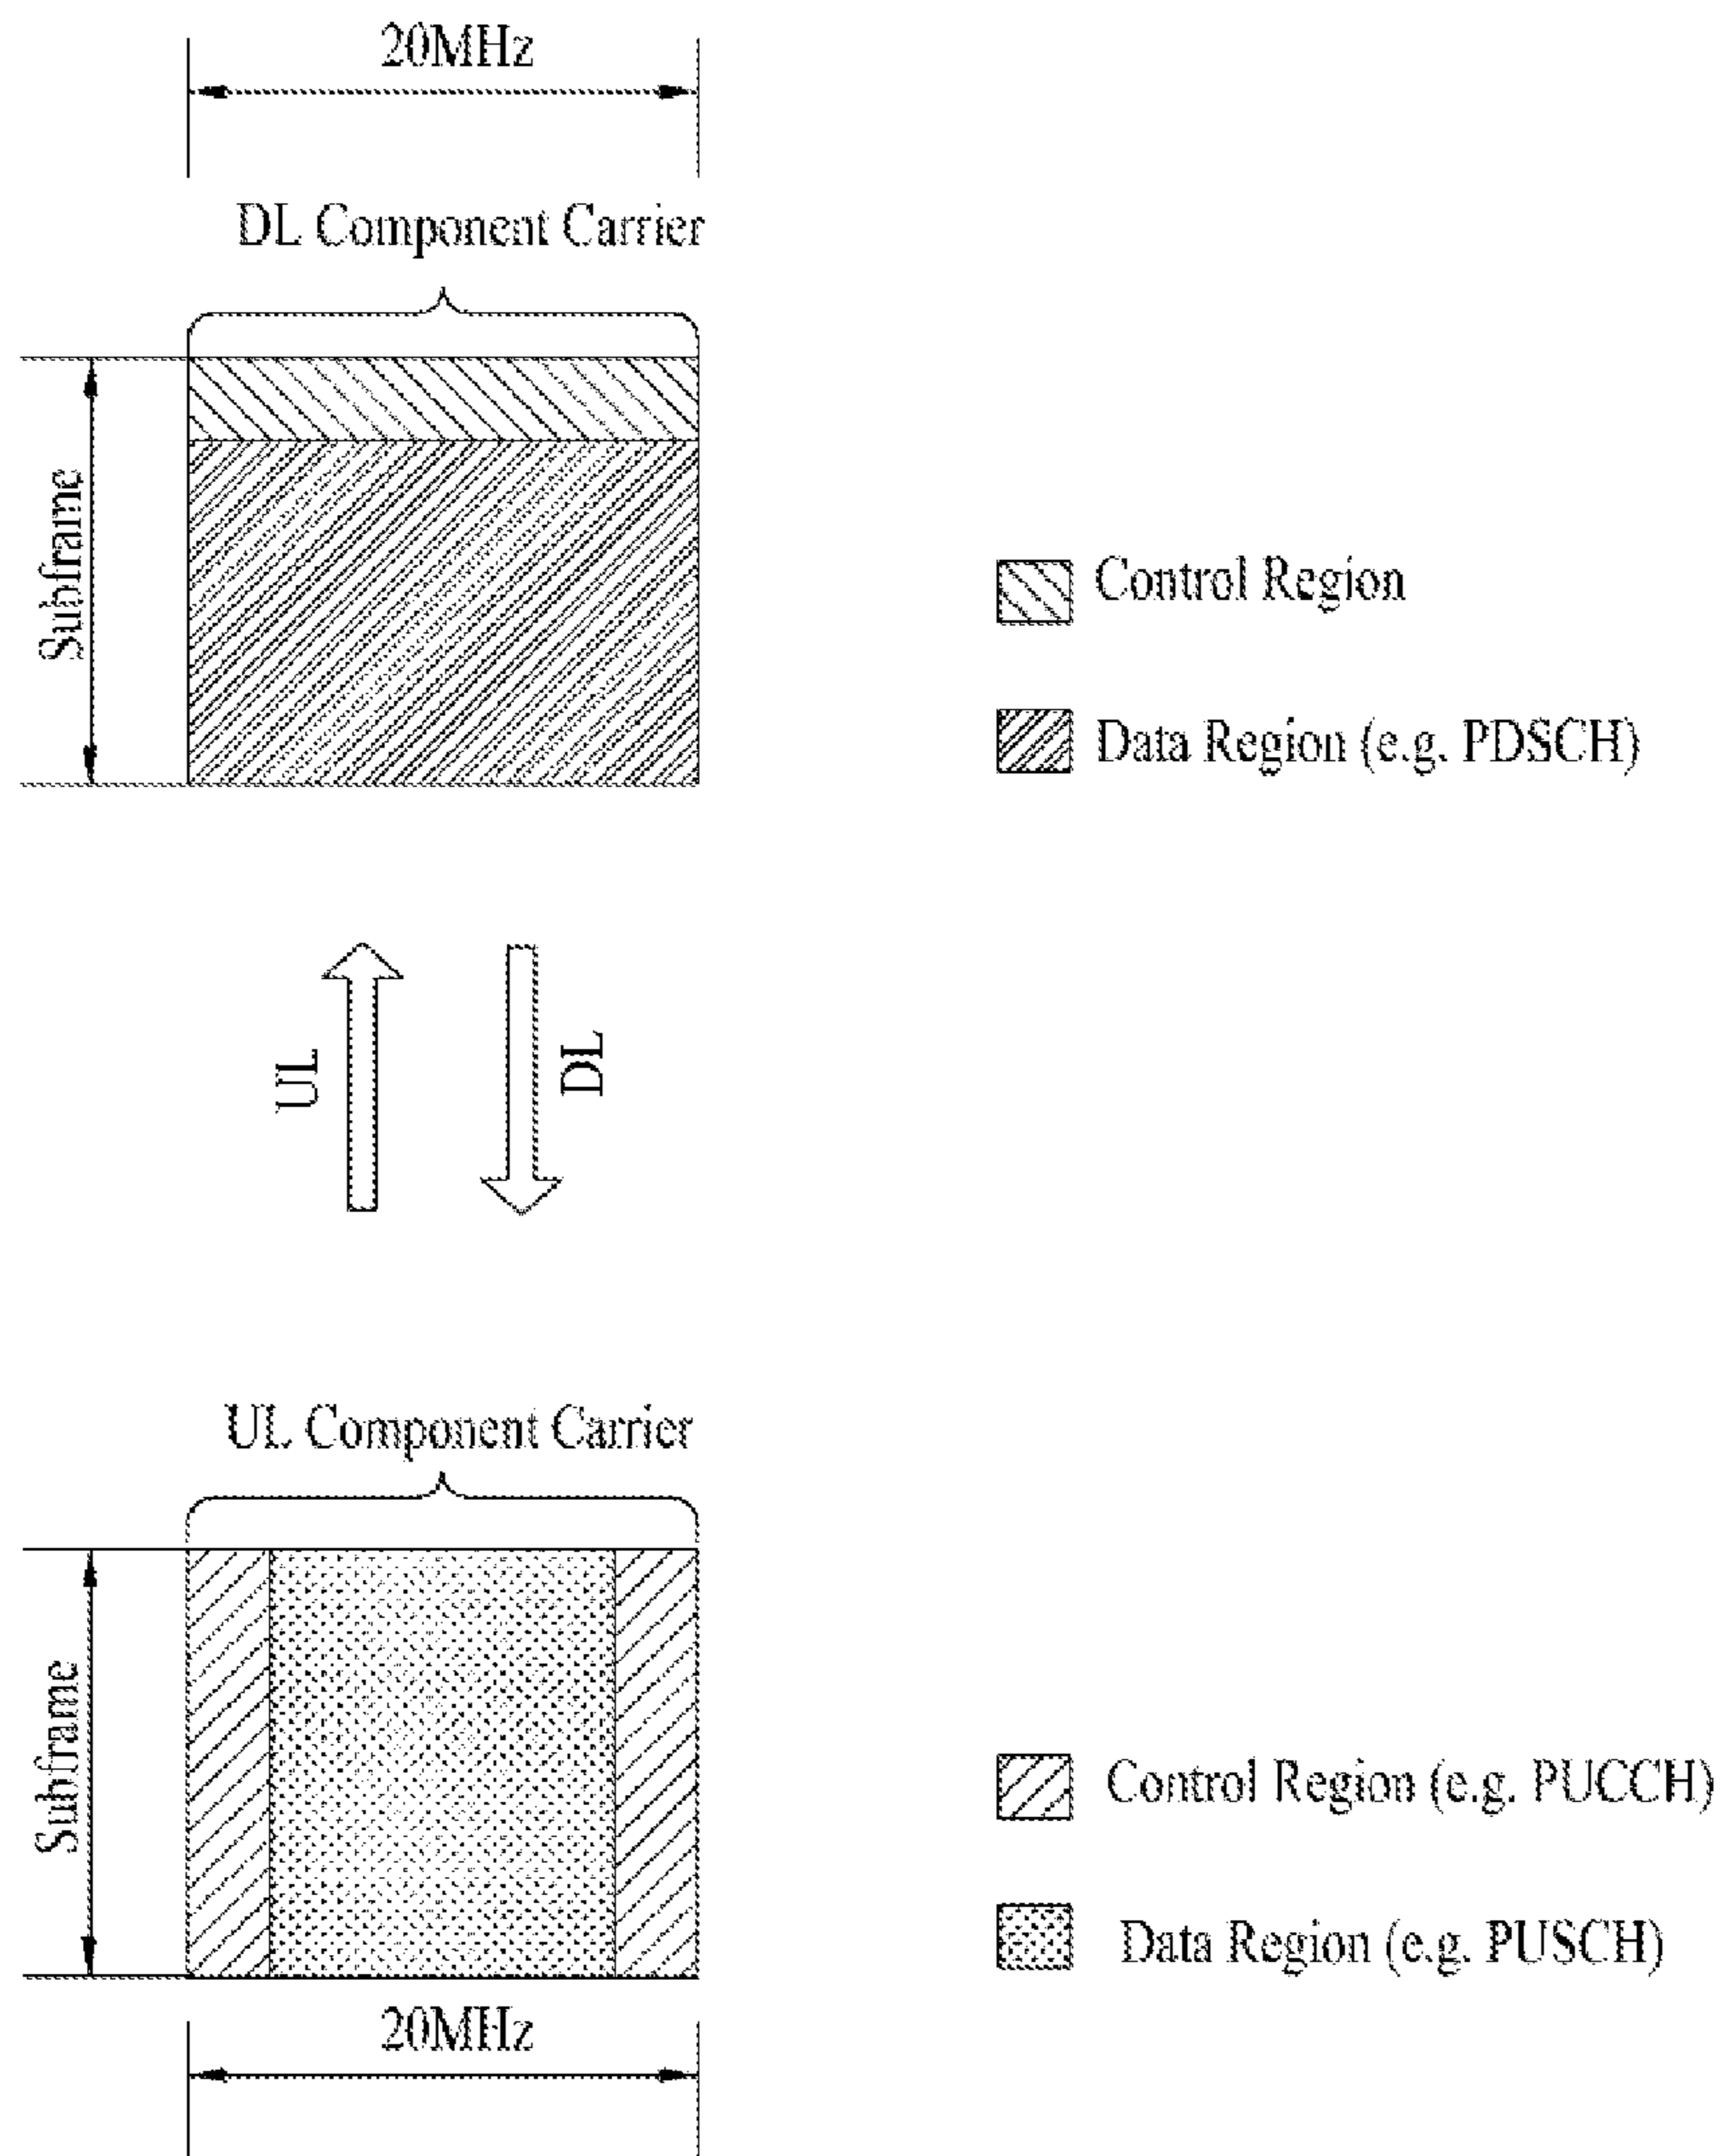 20MHz
DL Component Carrier
Subframe
Control Region
Data Region (e.g. PDSCH)
UL
DL
UL Component Carrier
Subframe
Control Region (e.g. PUCCH)
Data Region (e.g. PUSCH)
20MHz